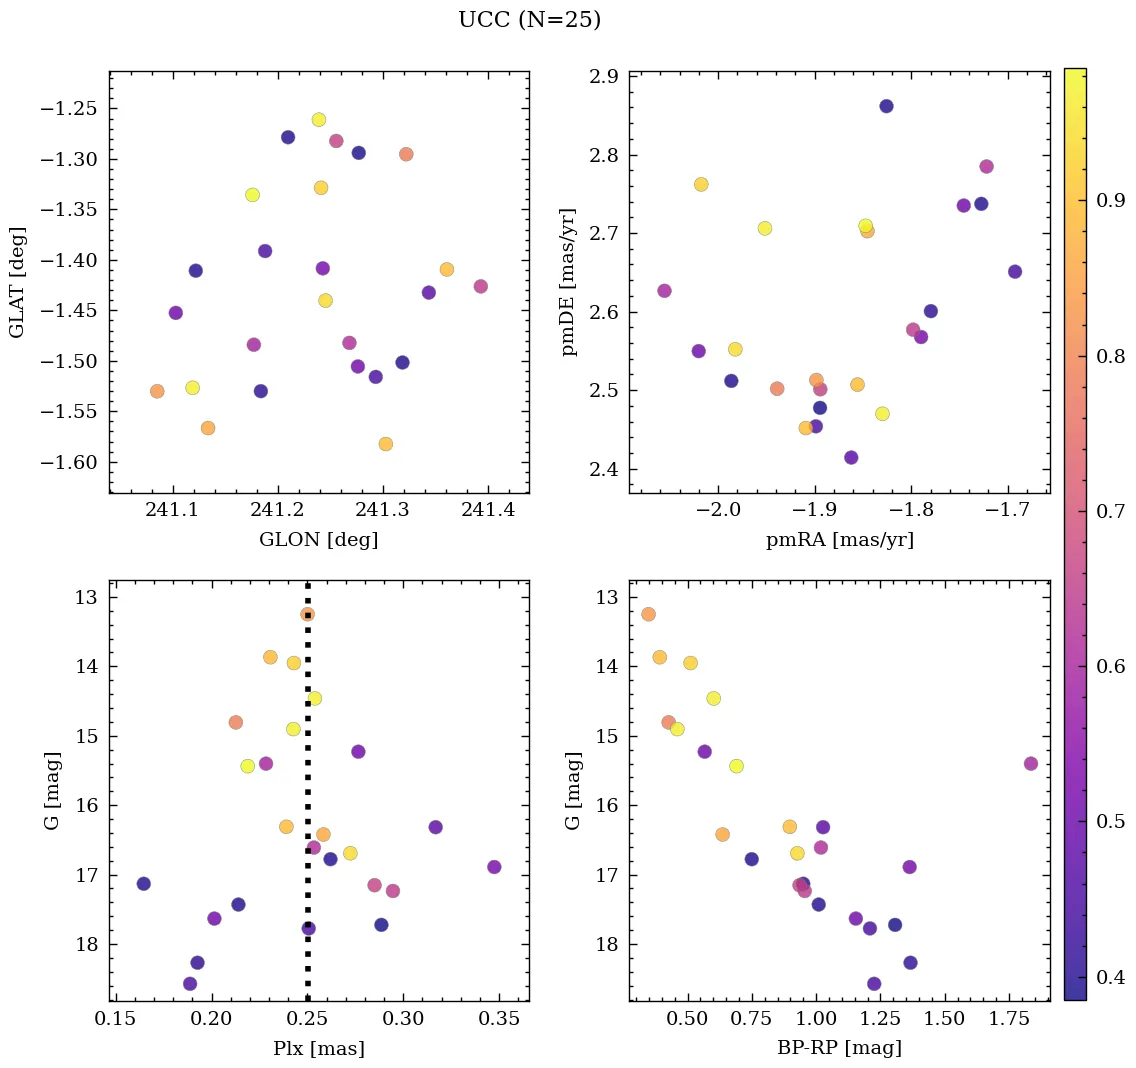 UCC (N=25)
−1.25
−1.30
−1.35
−1.40
−1.45
−1.50
−1.55
−1.60
GLAT [deg]
241.1 241.2 241.3 241.4
GLON [deg]
2.9
2.8
2.7
2.6
2.5
2.4
pmDE [mas/yr]
−2.0 −1.9 −1.8 −1.7
pmRA [mas/yr]
13
14
15
16
17
18
G [mag]
0.15 0.20 0.25 0.30 0.35
Plx [mas]
13
14
15
16
17
18
G [mag]
0.50 0.75 1.00 1.25 1.50 1.75
BP-RP [mag]
0.9
0.8
0.7
0.6
0.5
0.4